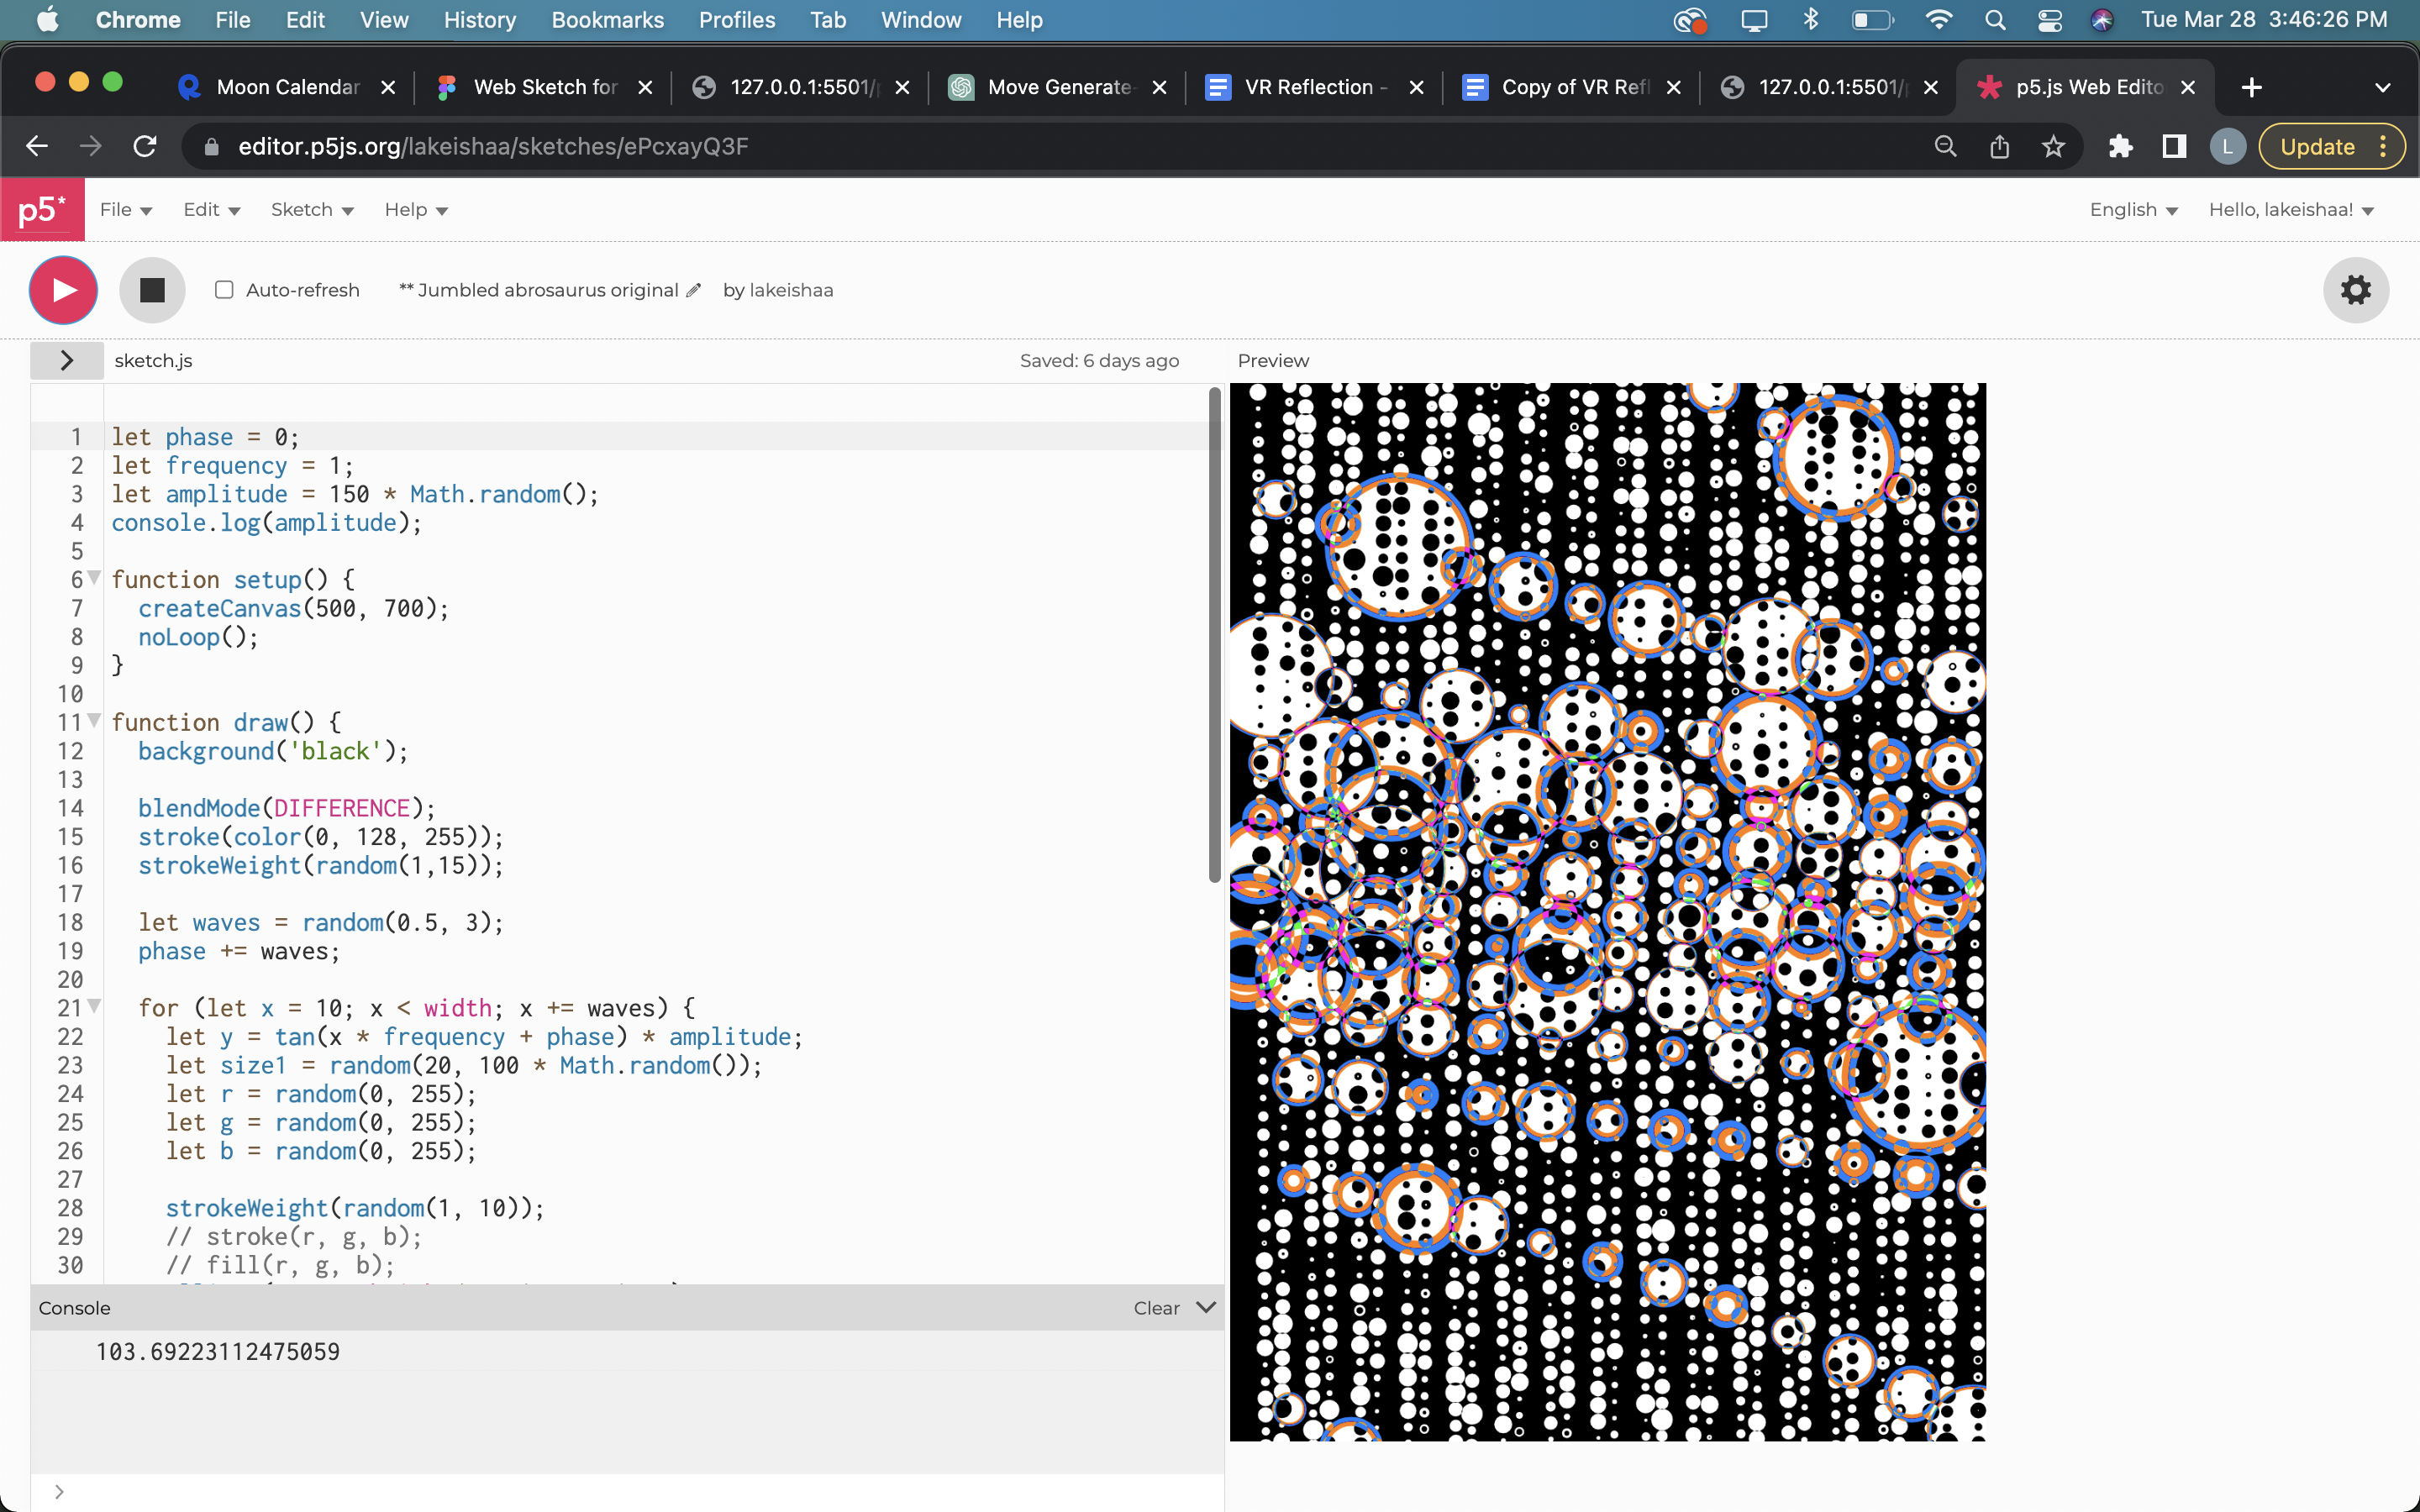 Chrome File Edit View History Bookmarks Profiles Tab Window Help Tue Mar 28 3:46:26 PM
Moon Calendar Web Sketch for 127.0.0.1:5501/ Move Generate- VR Reflection - Copy of VR Refl 127.0.0.1:5501/ p5.js Web Edito
editor.p5js.org/lakeishaa/sketches/ePcxayQ3F L Update
p5* File Edit Sketch Help English Hello, lakeishaa!
Auto-refresh ** Jumbled abrosaurus original by lakeishaa
sketch.js Saved: 6 days ago Preview
1 let phase = 0;
2 let frequency = 1;
3 let amplitude = 150 * Math.random();
4 console.log(amplitude);
5
6 function setup() {
7 createCanvas(500, 700);
8 noLoop();
9 }
10
11 function draw() {
12 background('black');
13
14 blendMode(DIFFERENCE);
15 stroke(color(0, 128, 255));
16 strokeWeight(random(1,15));
17
18 let waves = random(0.5, 3);
19 phase += waves;
20
21 for (let x = 10; x < width; x += waves) {
22 let y = tan(x * frequency + phase) * amplitude;
23 let size1 = random(20, 100 * Math.random());
24 let r = random(0, 255);
25 let g = random(0, 255);
26 let b = random(0, 255);
27
28 strokeWeight(random(1, 10));
29 // stroke(r, g, b);
30 // fill(r, g, b);
Console Clear
103.69223112475059